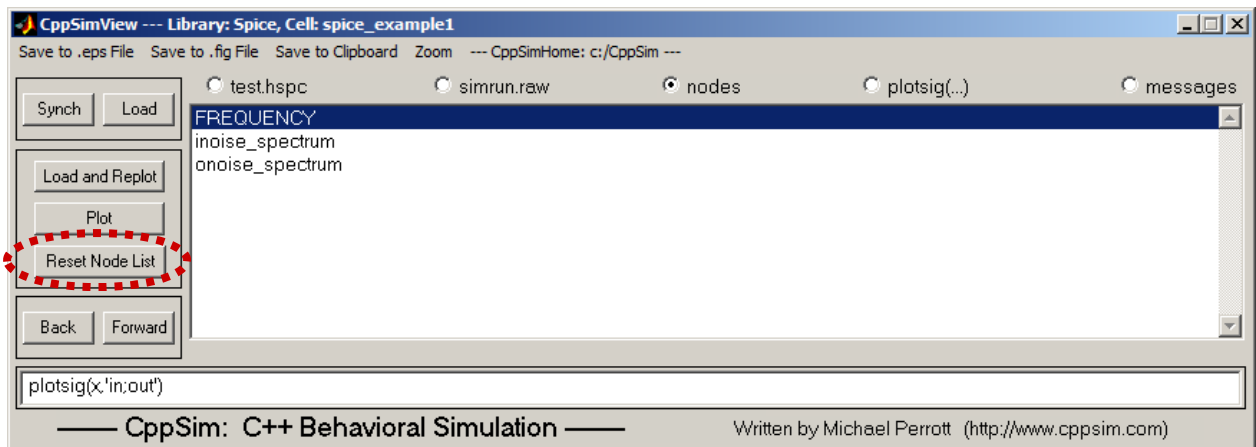 CppSimView --- Library: Spice, Cell: spice_example1
Save to .eps File Save to .fig File Save to Clipboard Zoom --- CppSimHome: c:/CppSim ---
test.hspc simrun.raw nodes plotsig(...) messages
Synch Load
FREQUENCY
inoise_spectrum
onoise_spectrum
Load and Replot
Plot
Reset Node List
Back Forward
plotsig(x,'in;out')
CppSim: C++ Behavioral Simulation
Written by Michael Perrott (http://www.cppsim.com)